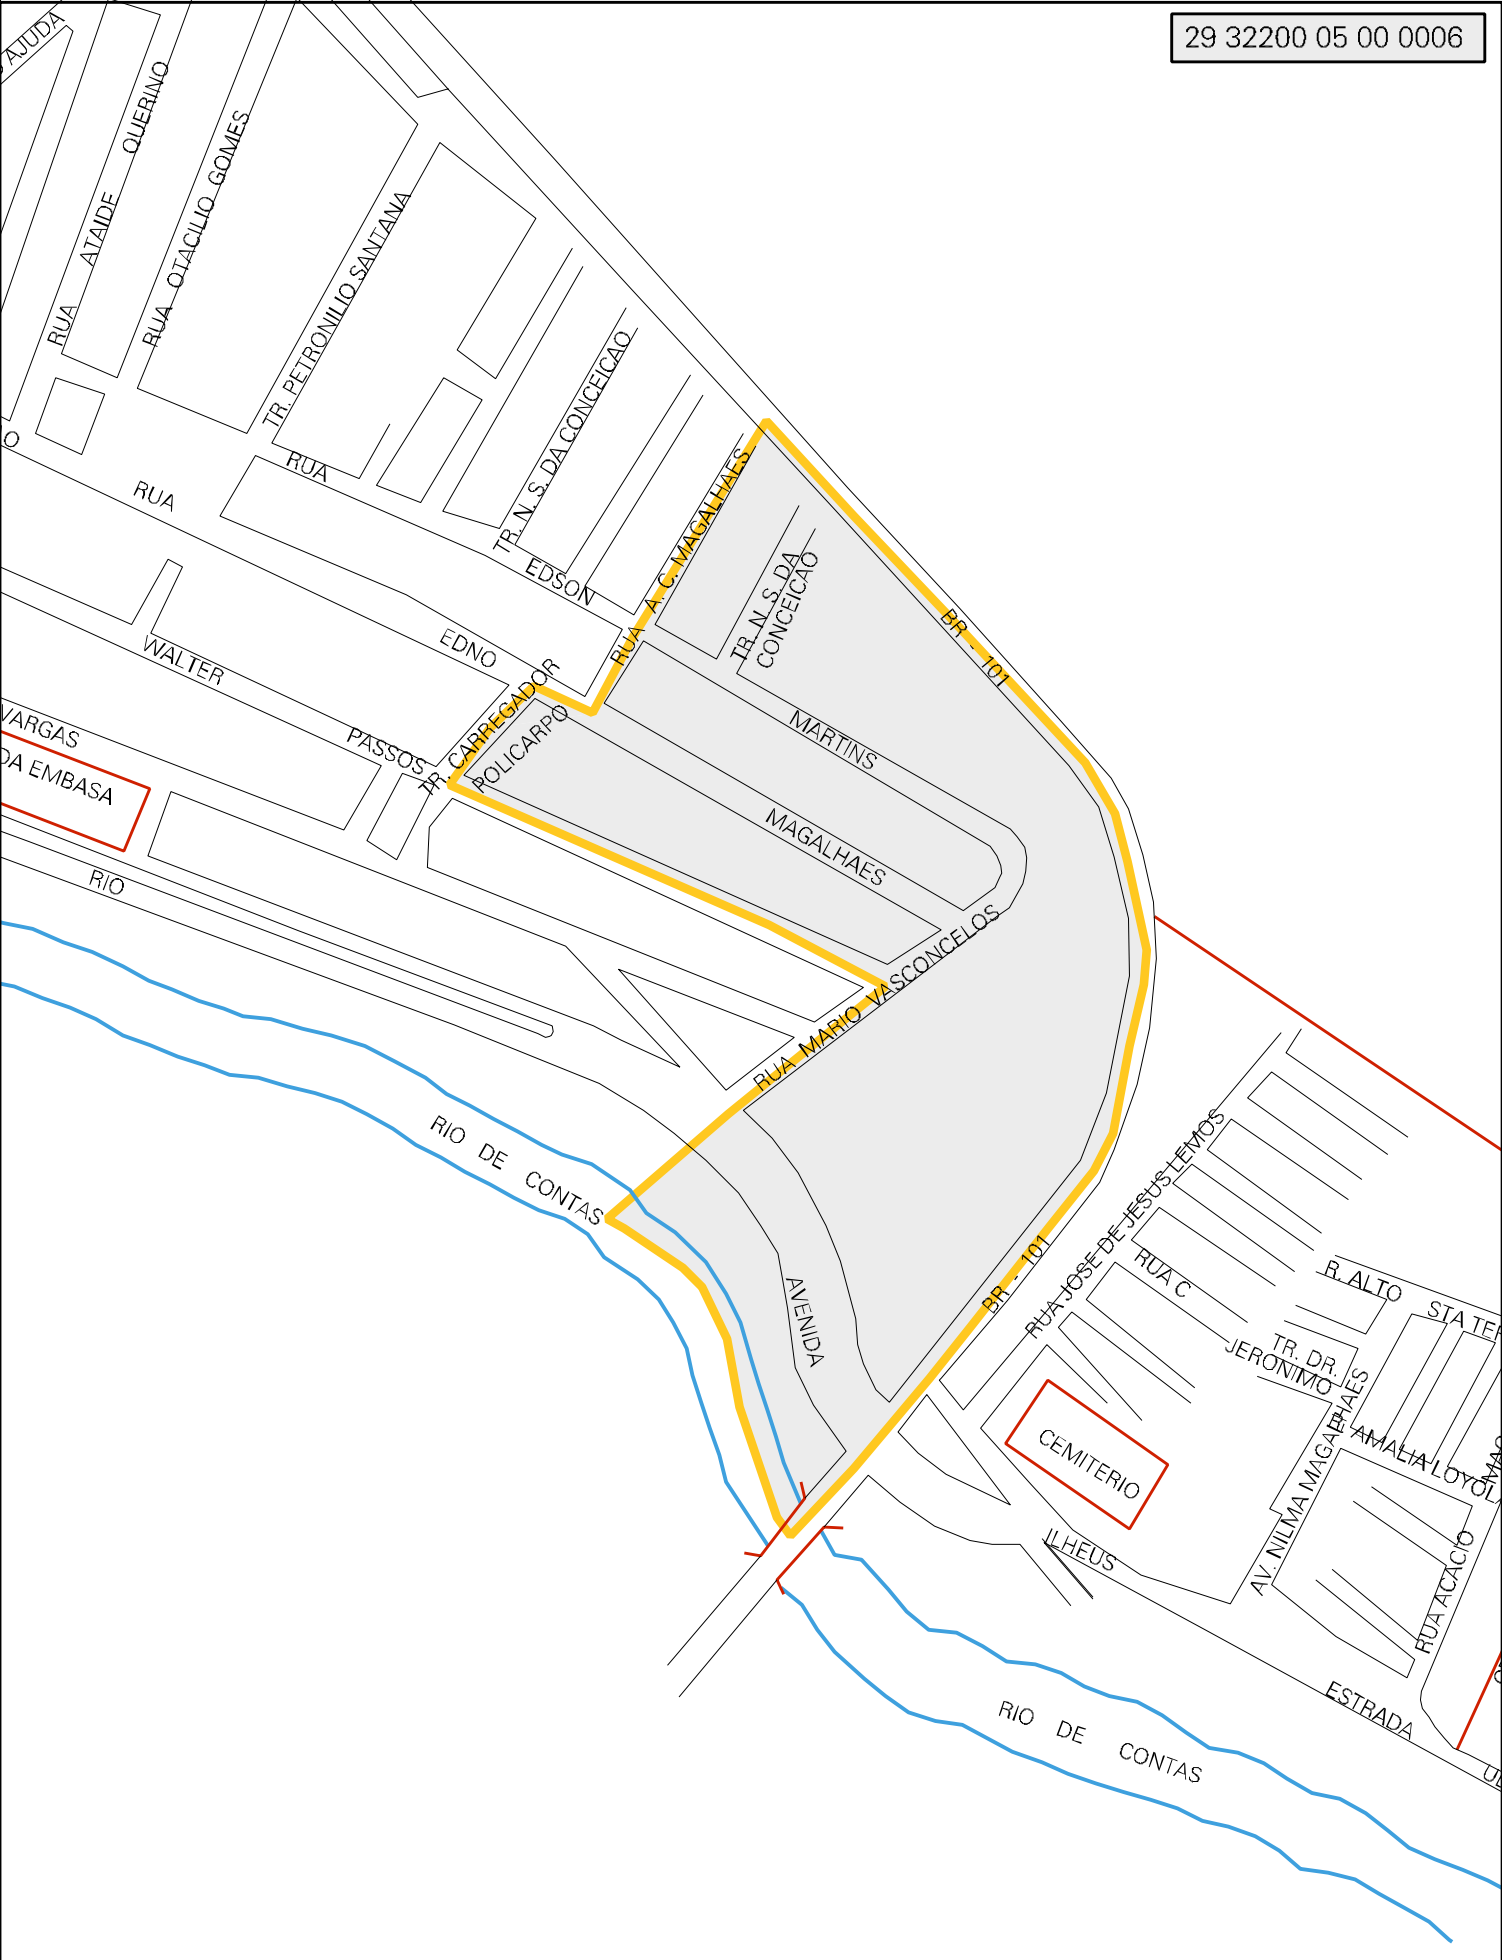 29 32200 05 00 0006
AJUDA
RUA ATAIDE QUERINO
RUA OTACILIO GOMES
TR. PETRONILIO SANTANA
TR. N. S. DA CONCEICAO
RUA A. C. MAGALHAES
TR. N. S. DA
CONCEICAO
BR - 101
RUA
EDSON
MARTINS
RUA
EDNO
MAGALHAES
WALTER
PASSOS
TR. CARREGADOR
POLICARPO
VARGAS
DA EMBASA
RIO
RUA MARIO VASCONCELOS
RIO DE CONTAS
AVENIDA
BR - 101
RUA JOSE DE JESUS LEMOS
RUA C
R. ALTO
STA TER
TR. DR.
JERONIMO
CEMITERIO
AV. NILMA MAGALHAES
R. AMALIA LOYOLA
MAG
ILHEUS
RUA ACACIO
ESTRADA
RIO DE CONTAS